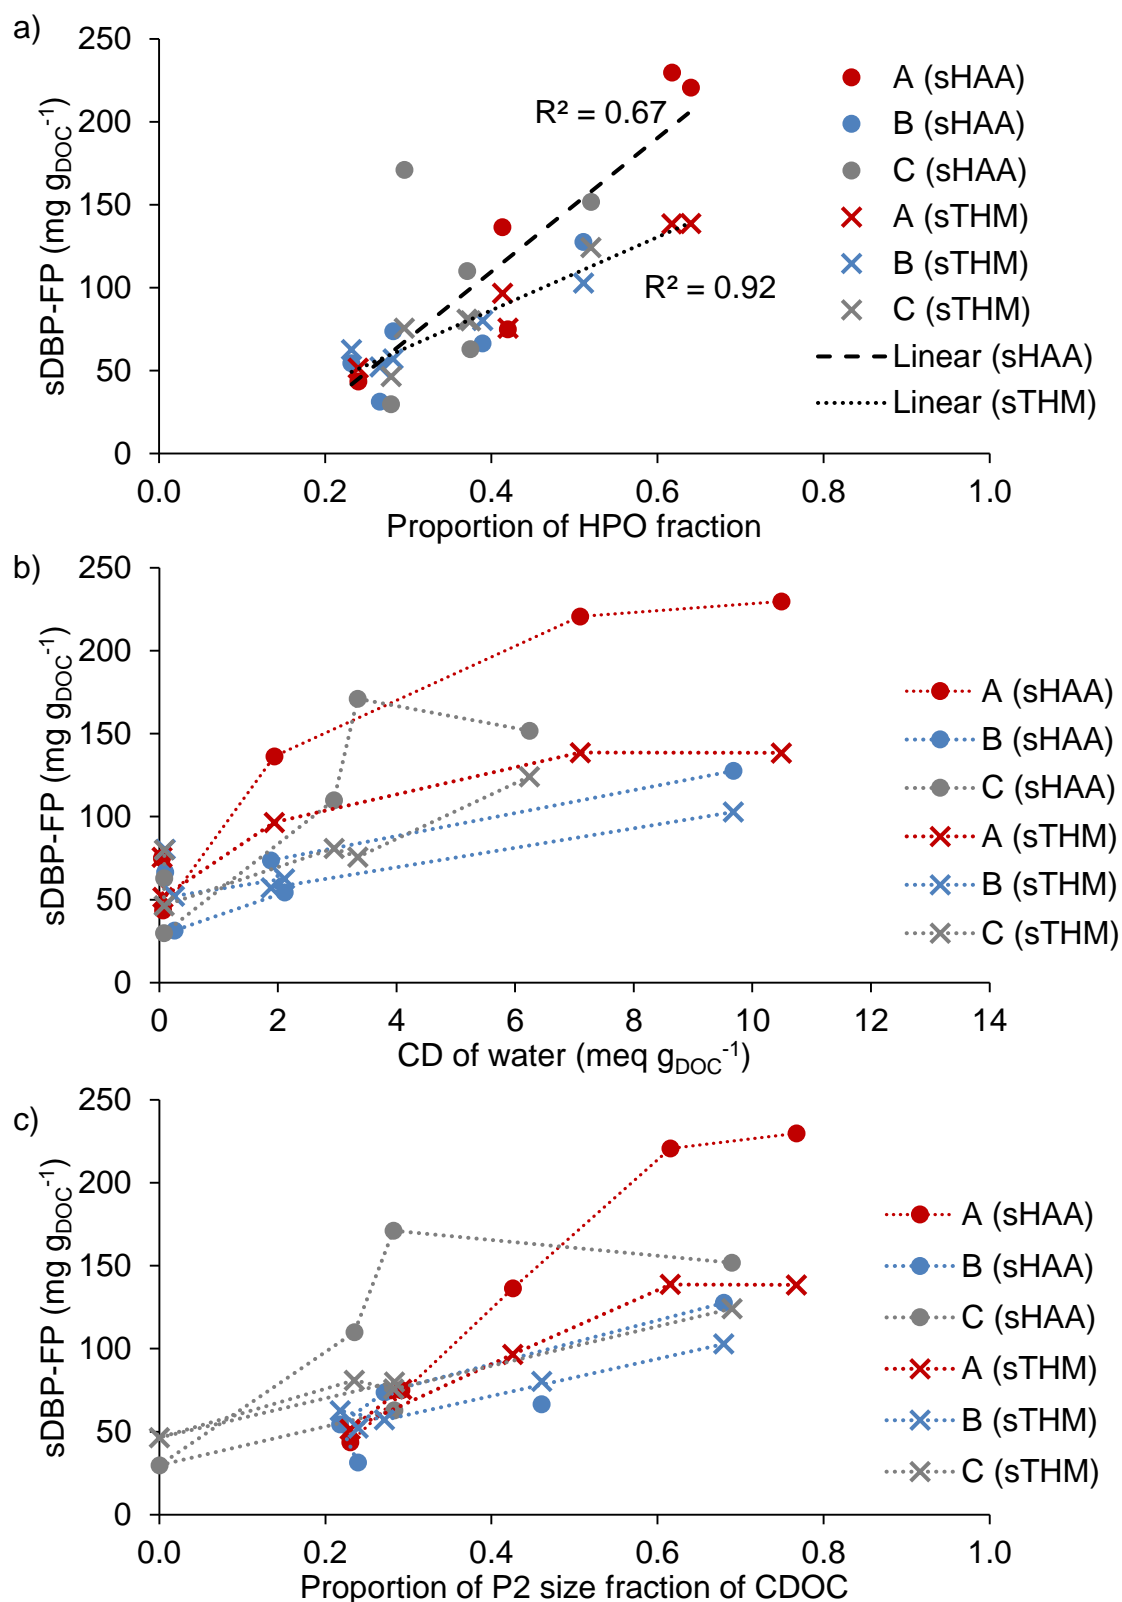 a)
250
200
150
100
50
0
sDBP-FP (mg g_DOC^-1)
R² = 0.67
R² = 0.92
A (sHAA)
B (sHAA)
C (sHAA)
A (sTHM)
B (sTHM)
C (sTHM)
Linear (sHAA)
Linear (sTHM)
0.0 0.2 0.4 0.6 0.8 1.0
Proportion of HPO fraction
b)
250
200
150
100
50
0
sDBP-FP (mg g_DOC^-1)
A (sHAA)
B (sHAA)
C (sHAA)
A (sTHM)
B (sTHM)
C (sTHM)
0 2 4 6 8 10 12 14
CD of water (meq g_DOC^-1)
c)
250
200
150
100
50
0
sDBP-FP (mg g_DOC^-1)
A (sHAA)
B (sHAA)
C (sHAA)
A (sTHM)
B (sTHM)
C (sTHM)
0.0 0.2 0.4 0.6 0.8 1.0
Proportion of P2 size fraction of CDOC